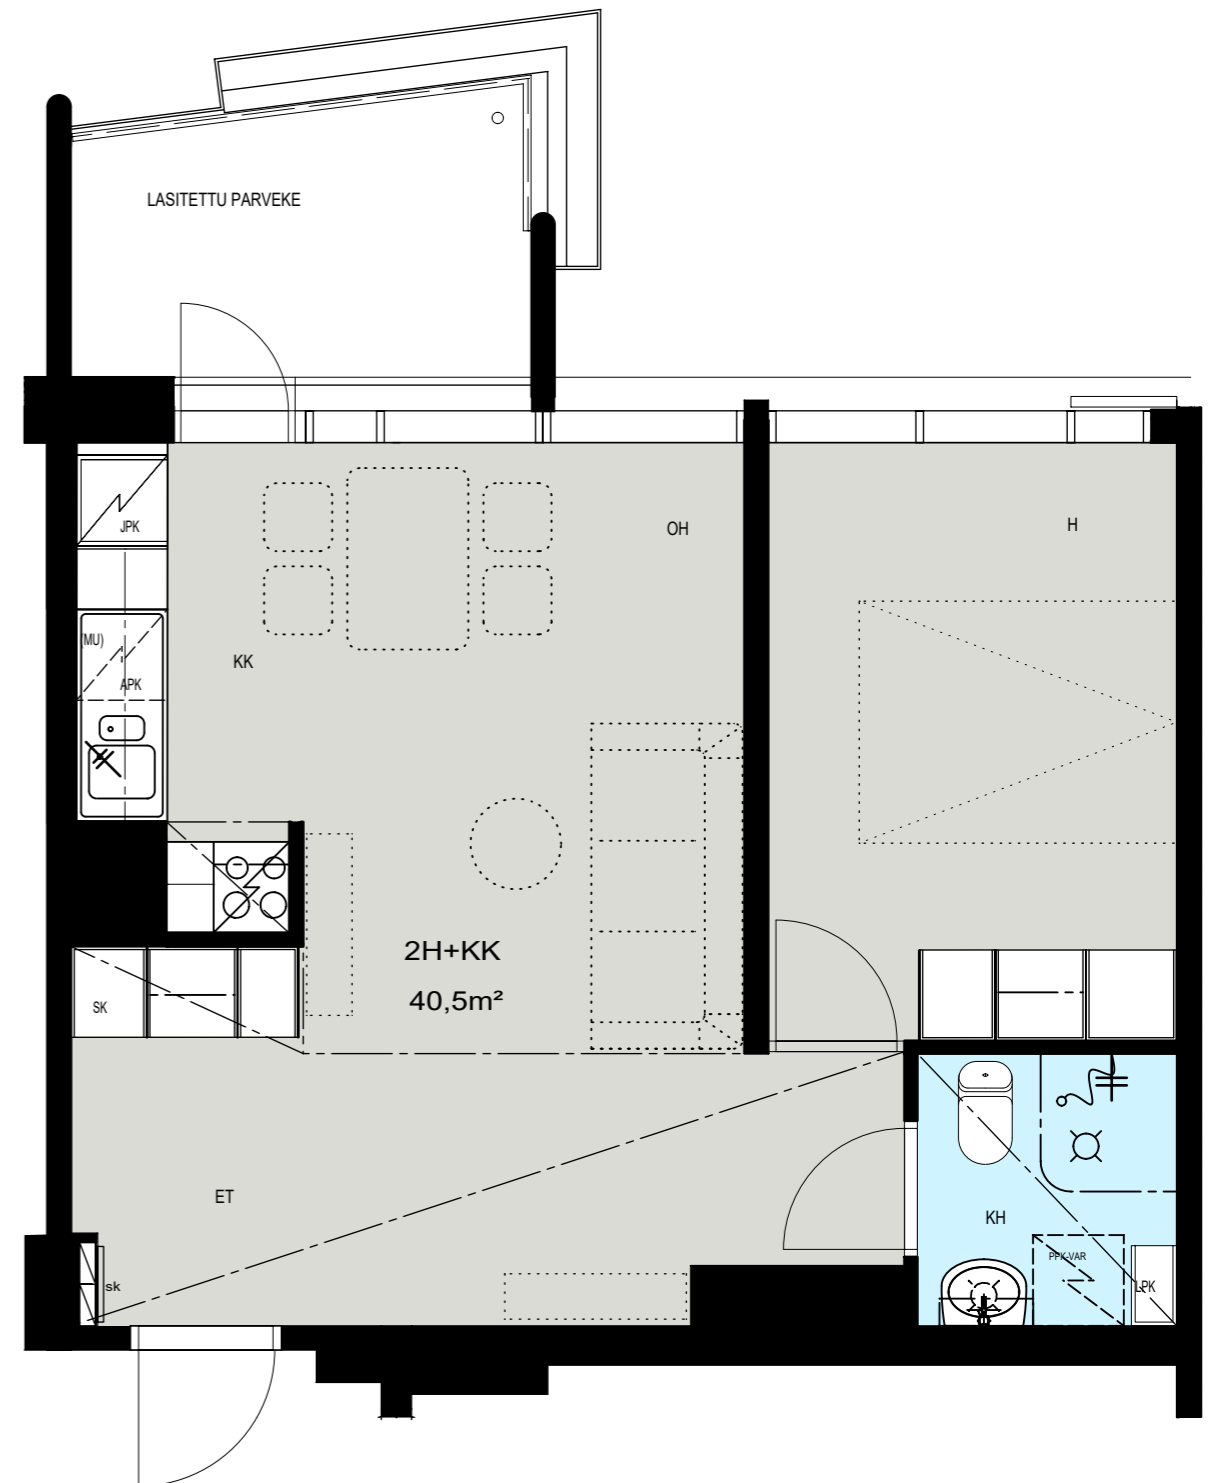 LASITETTU PARVEKE
JPK
OH
H
(MU)
KK
APK
2H+KK
40,5m²
SK
ET
KH
PPK-VAR
sk
LPK